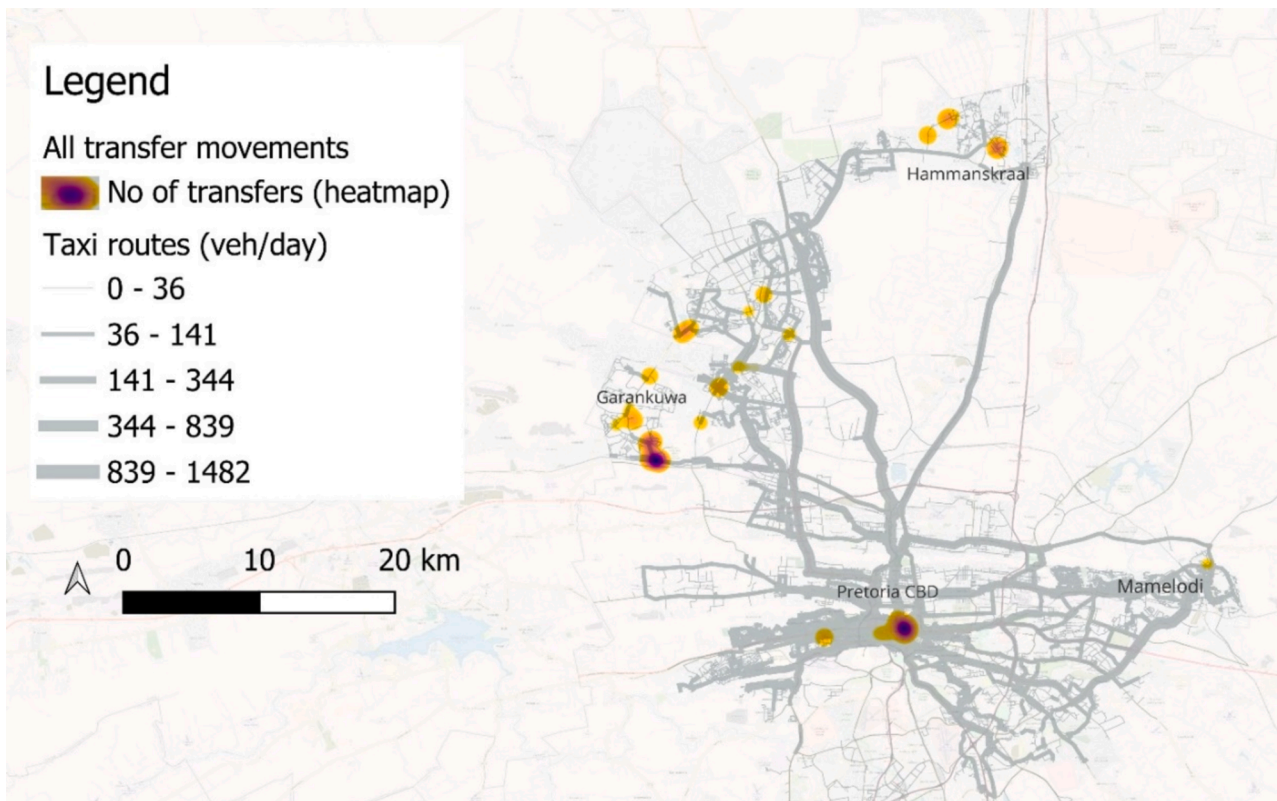 Legend
All transfer movements
No of transfers (heatmap)
Taxi routes (veh/day)
0 - 36
36 - 141
141 - 344
344 - 839
839 - 1482
0 10 20 km
Hammanskraal
Garankuwa
Pretoria CBD
Mamelodi